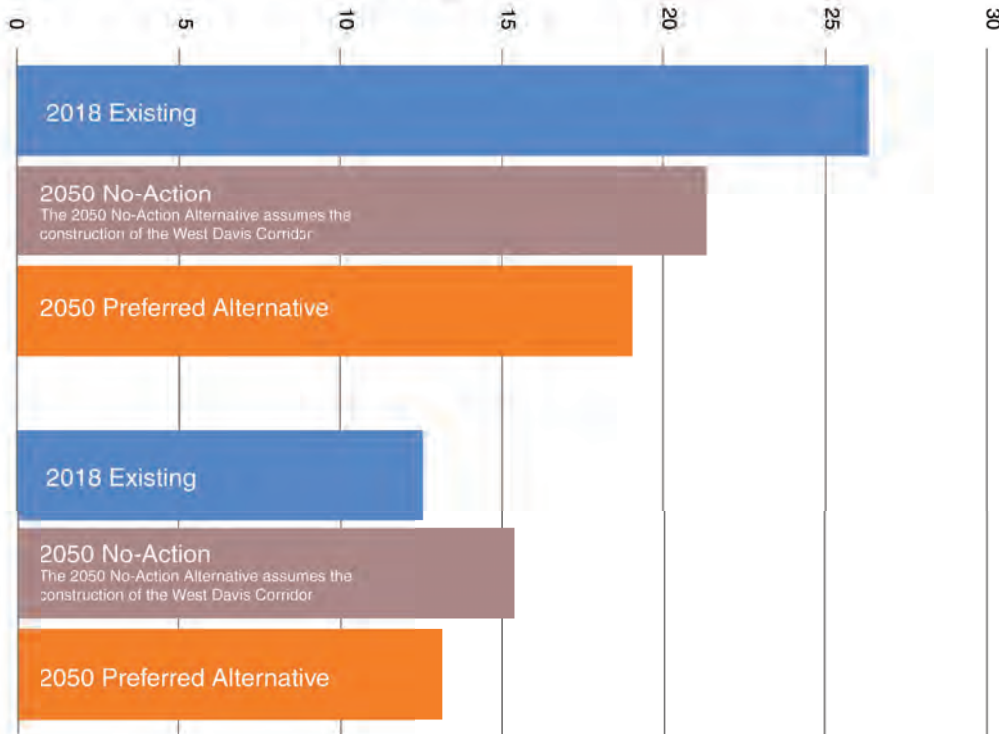 0 5 10 15 20 25 30
2018 Existing
2050 No-Action
The 2050 No-Action Alternative assumes the
construction of the West Davis Corridor
2050 Preferred Alternative
2018 Existing
2050 No-Action
The 2050 No-Action Alternative assumes the
construction of the West Davis Corridor
2050 Preferred Alternative